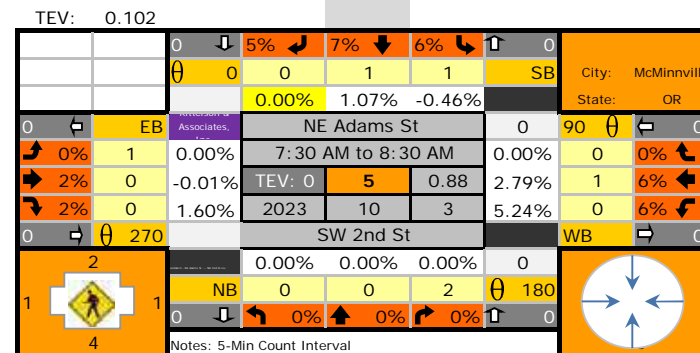 TEV: 0.102
0 5% 7% 6% 0
θ 0 0 1 1 SB City: McMinnvill
0.00% 1.07% -0.46% State: OR
0 EB Associates, NE Adams St 0 90 θ 0
0% 1 0.00% 7:30 AM to 8:30 AM 0.00% 0 0%
2% 0 -0.01% TEV: 0 5 0.88 2.79% 1 6%
2% 0 1.60% 2023 10 3 5.24% 0 6%
0 θ 270 SW 2nd St WB 0
2 0.00% 0.00% 0.00% 0
1 1 NB 0 0 2 θ 180
4 0 0% 0% 0% 0
Notes: 5-Min Count Interval